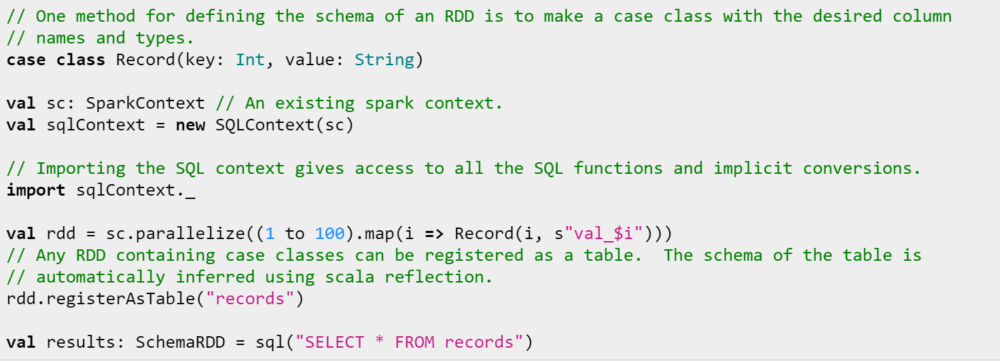 // One method for defining the schema of an RDD is to make a case class with the desired column
// names and types.
case class Record(key: Int, value: String)
val sc: SparkContext // An existing spark context.
val sqlContext = new SQLContext(sc)
// Importing the SQL context gives access to all the SQL functions and implicit conversions.
import sqlContext._
val rdd = sc.parallelize((1 to 100).map(i => Record(i, s"val_$i")))
// Any RDD containing case classes can be registered as a table.  The schema of the table is
// automatically inferred using scala reflection.
rdd.registerAsTable("records")
val results: SchemaRDD = sql("SELECT * FROM records")